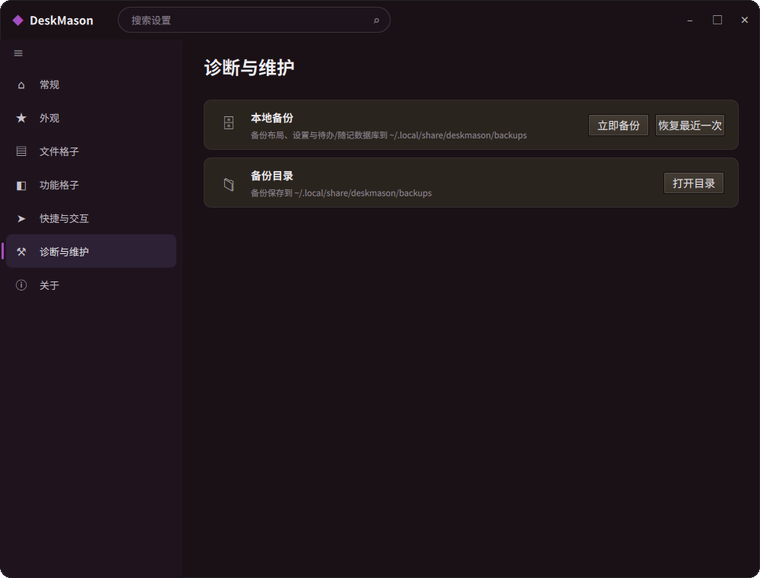 DeskMason
搜索设置
常规
外观
文件格子
功能格子
快捷与交互
诊断与维护
关于
诊断与维护
本地备份
备份布局、设置与待办/随记数据库到 ~/.local/share/deskmason/backups
立即备份
恢复最近一次
备份目录
备份保存到 ~/.local/share/deskmason/backups
打开目录